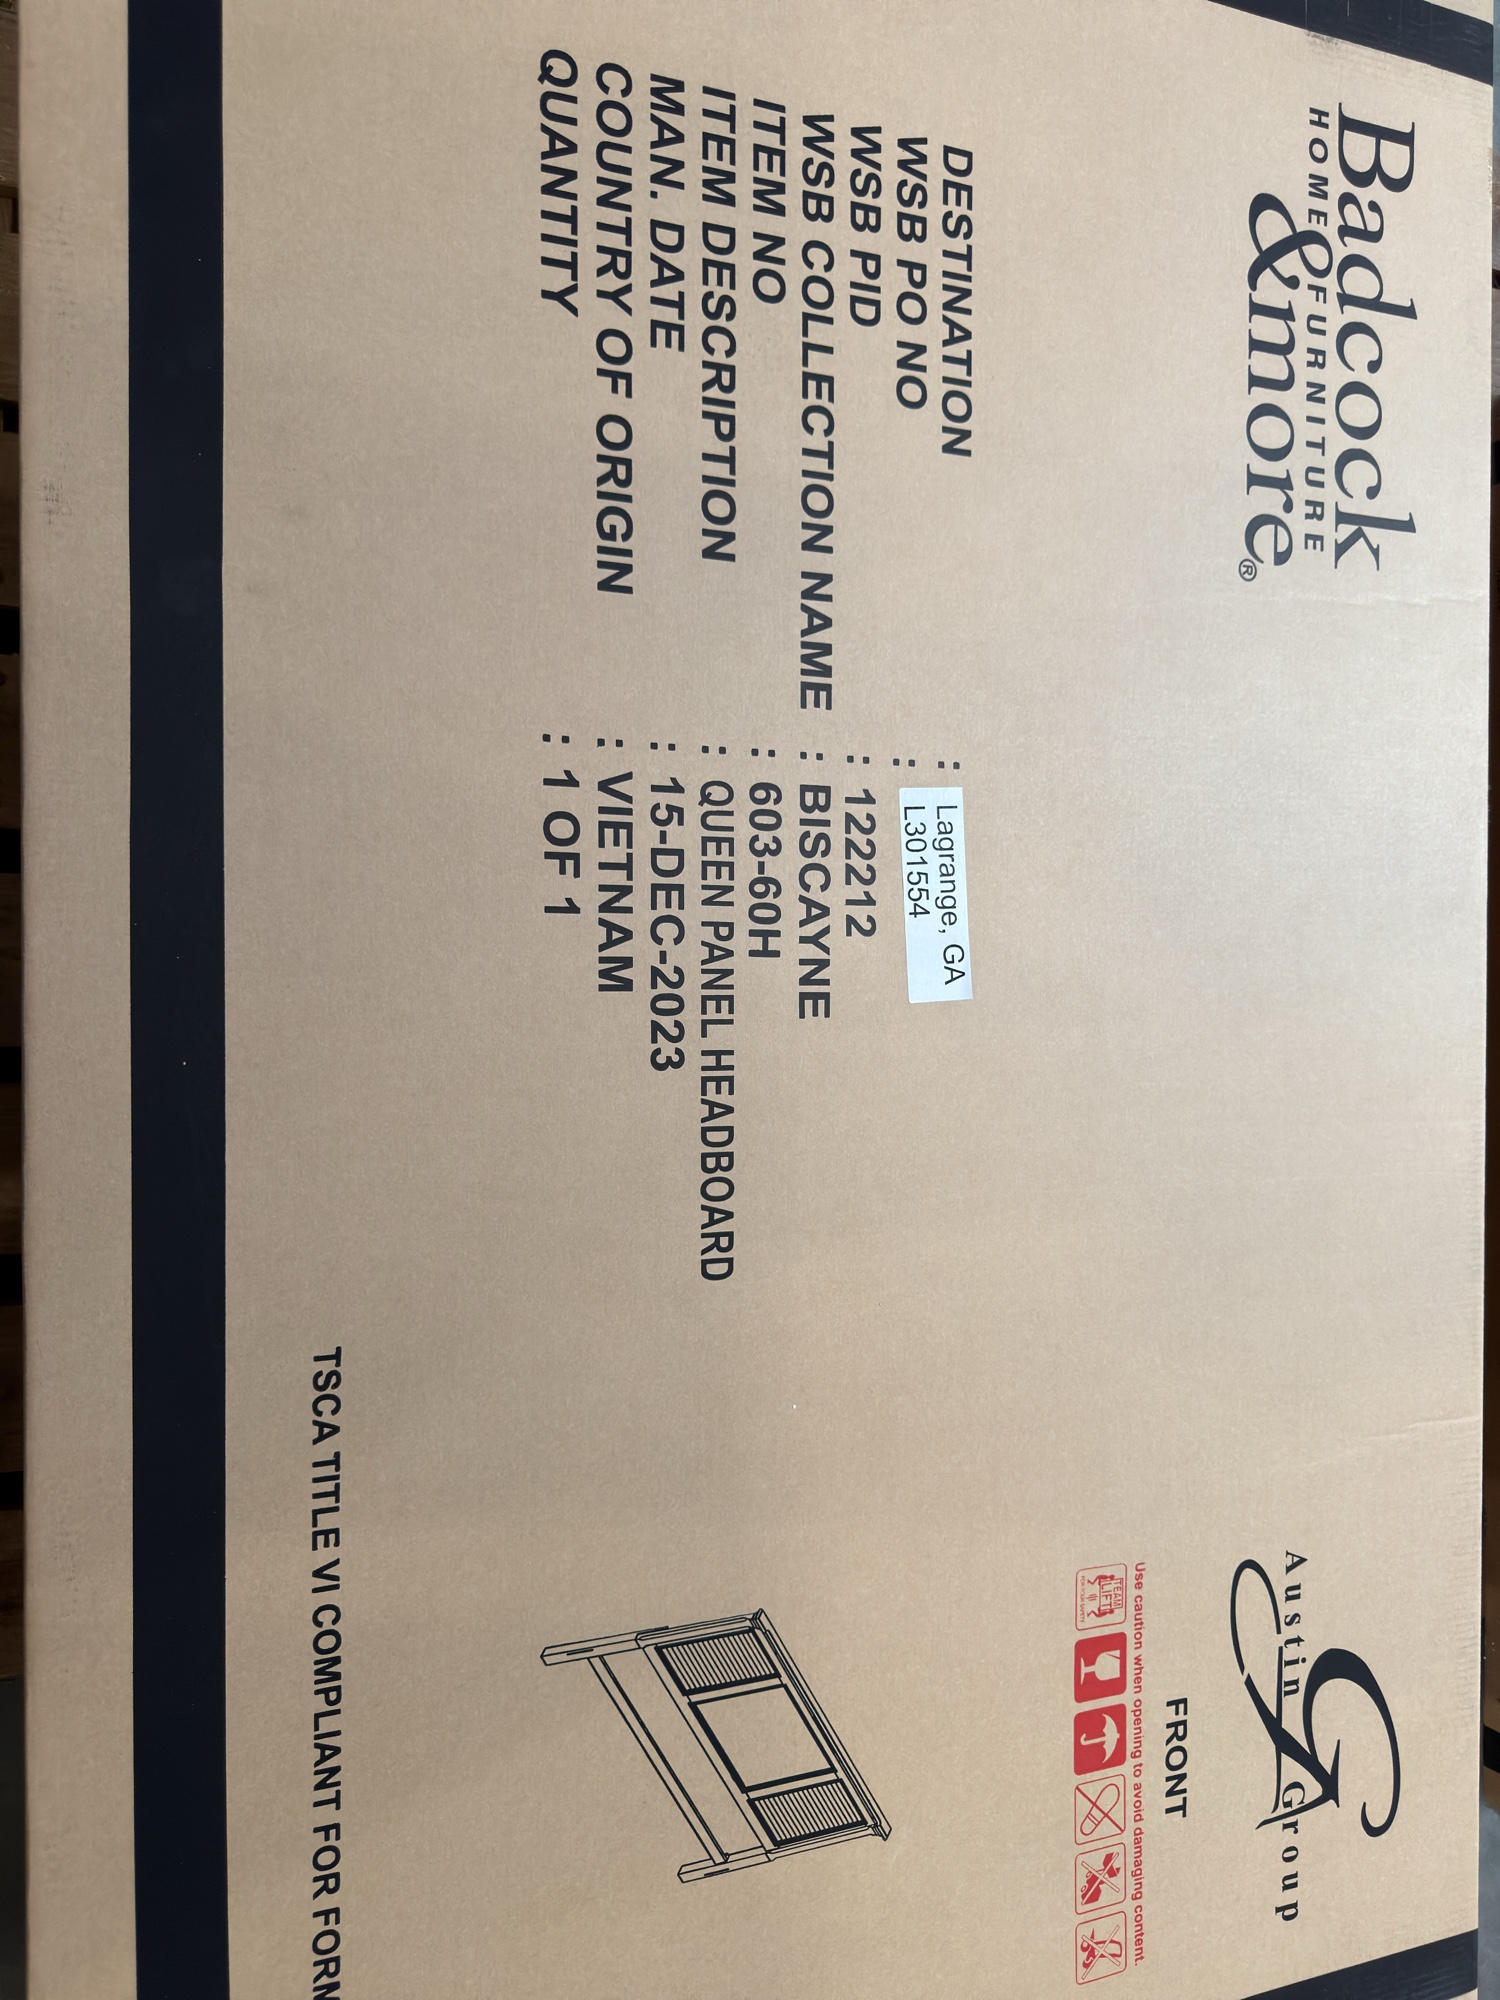 Badcock
HOME FURNITURE
&more®
Austin Group
FRONT
Use caution when opening to avoid damaging content.
TEAM
LIFT
DESTINATION : Lagrange, GA
WSB PO NO : L301554
WSB PID : 122212
WSB COLLECTION NAME : BISCAYNE
ITEM NO : 603-60H
ITEM DESCRIPTION : QUEEN PANEL HEADBOARD
MAN. DATE : 15-DEC-2023
COUNTRY OF ORIGIN : VIETNAM
QUANTITY : 1 OF 1
TSCA TITLE VI COMPLIANT FOR FORM